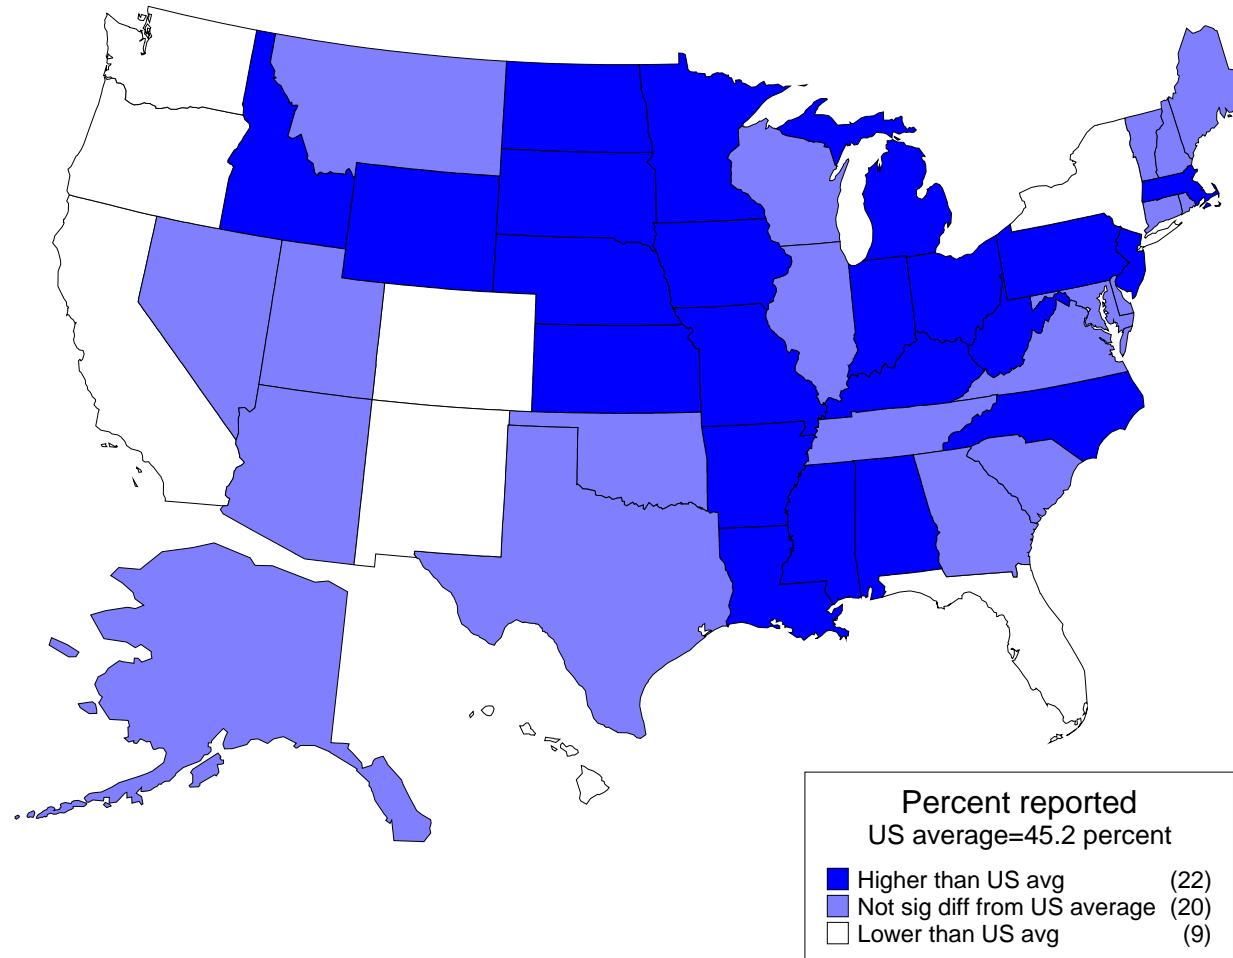 Percent reported
US average=45.2 percent
Higher than US avg (22)
Not sig diff from US average (20)
Lower than US avg (9)